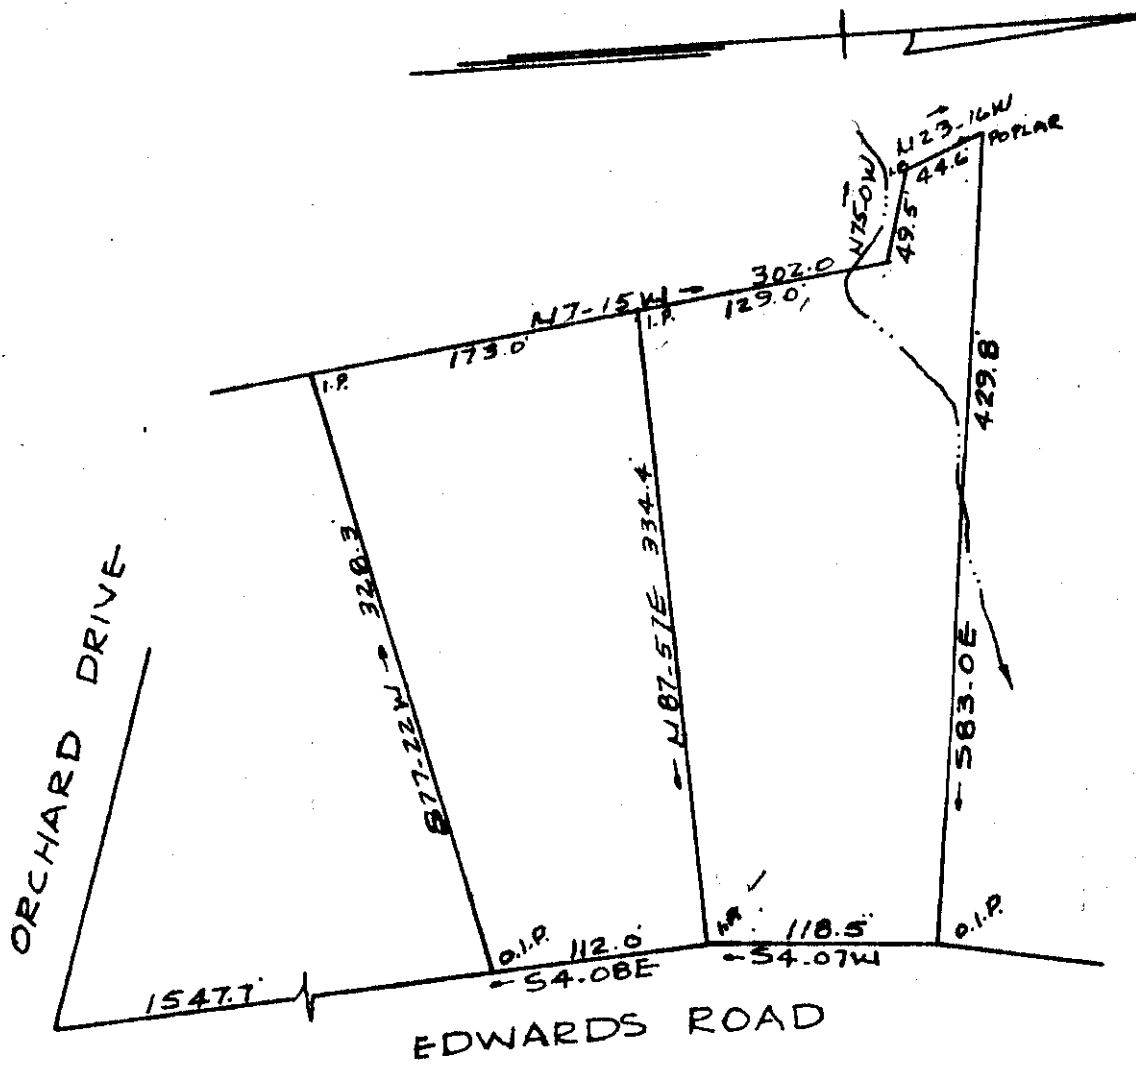 N23-16W
POPLAR
44.6
I.P.
N75-0W
49.5
302.0
N7-15W
129.0
I.P.
173.0
I.P.
429.8
334.4
328.3
N87-57E
S77-22W
S83-0E
ORCHARD DRIVE
I.P.
O.I.P.
118.5
O.I.P.
112.0
S4.07W
S4.08E
1547.7
EDWARDS ROAD